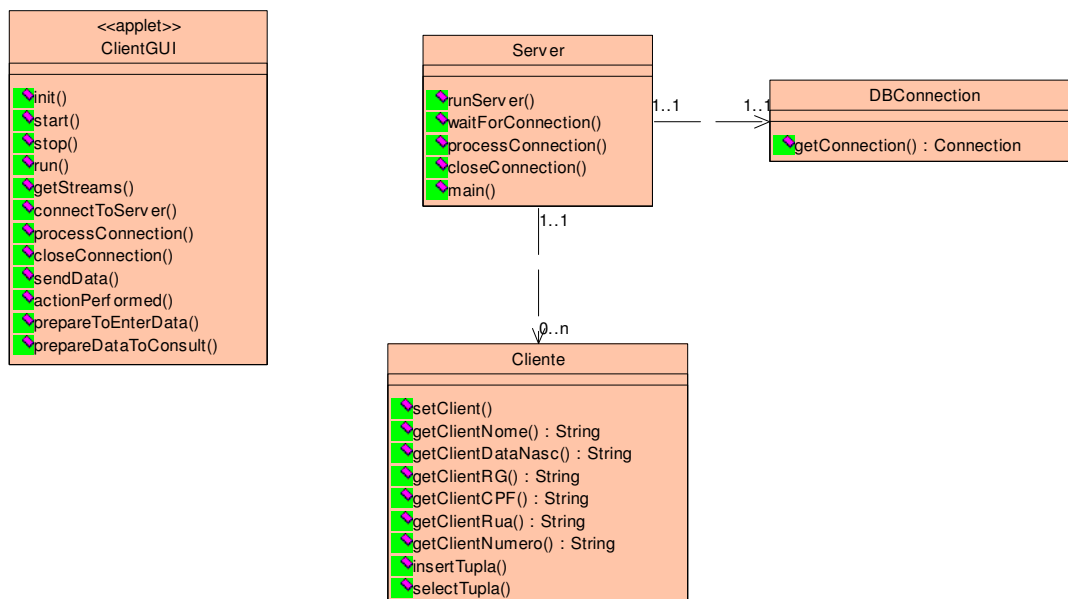 <<applet>>
ClientGUI
init()
start()
stop()
run()
getStreams()
connectToServer()
processConnection()
closeConnection()
sendData()
actionPerformed()
prepareToEnterData()
prepareDataToConsult()
Server
runServer()
waitForConnection()
processConnection()
closeConnection()
main()
1..1
1..1
DBConnection
getConnection() : Connection
1..1
0..n
Cliente
setClient()
getClientNome() : String
getClientDataNasc() : String
getClientRG() : String
getClientCPF() : String
getClientRua() : String
getClientNumero() : String
insertTupla()
selectTupla()